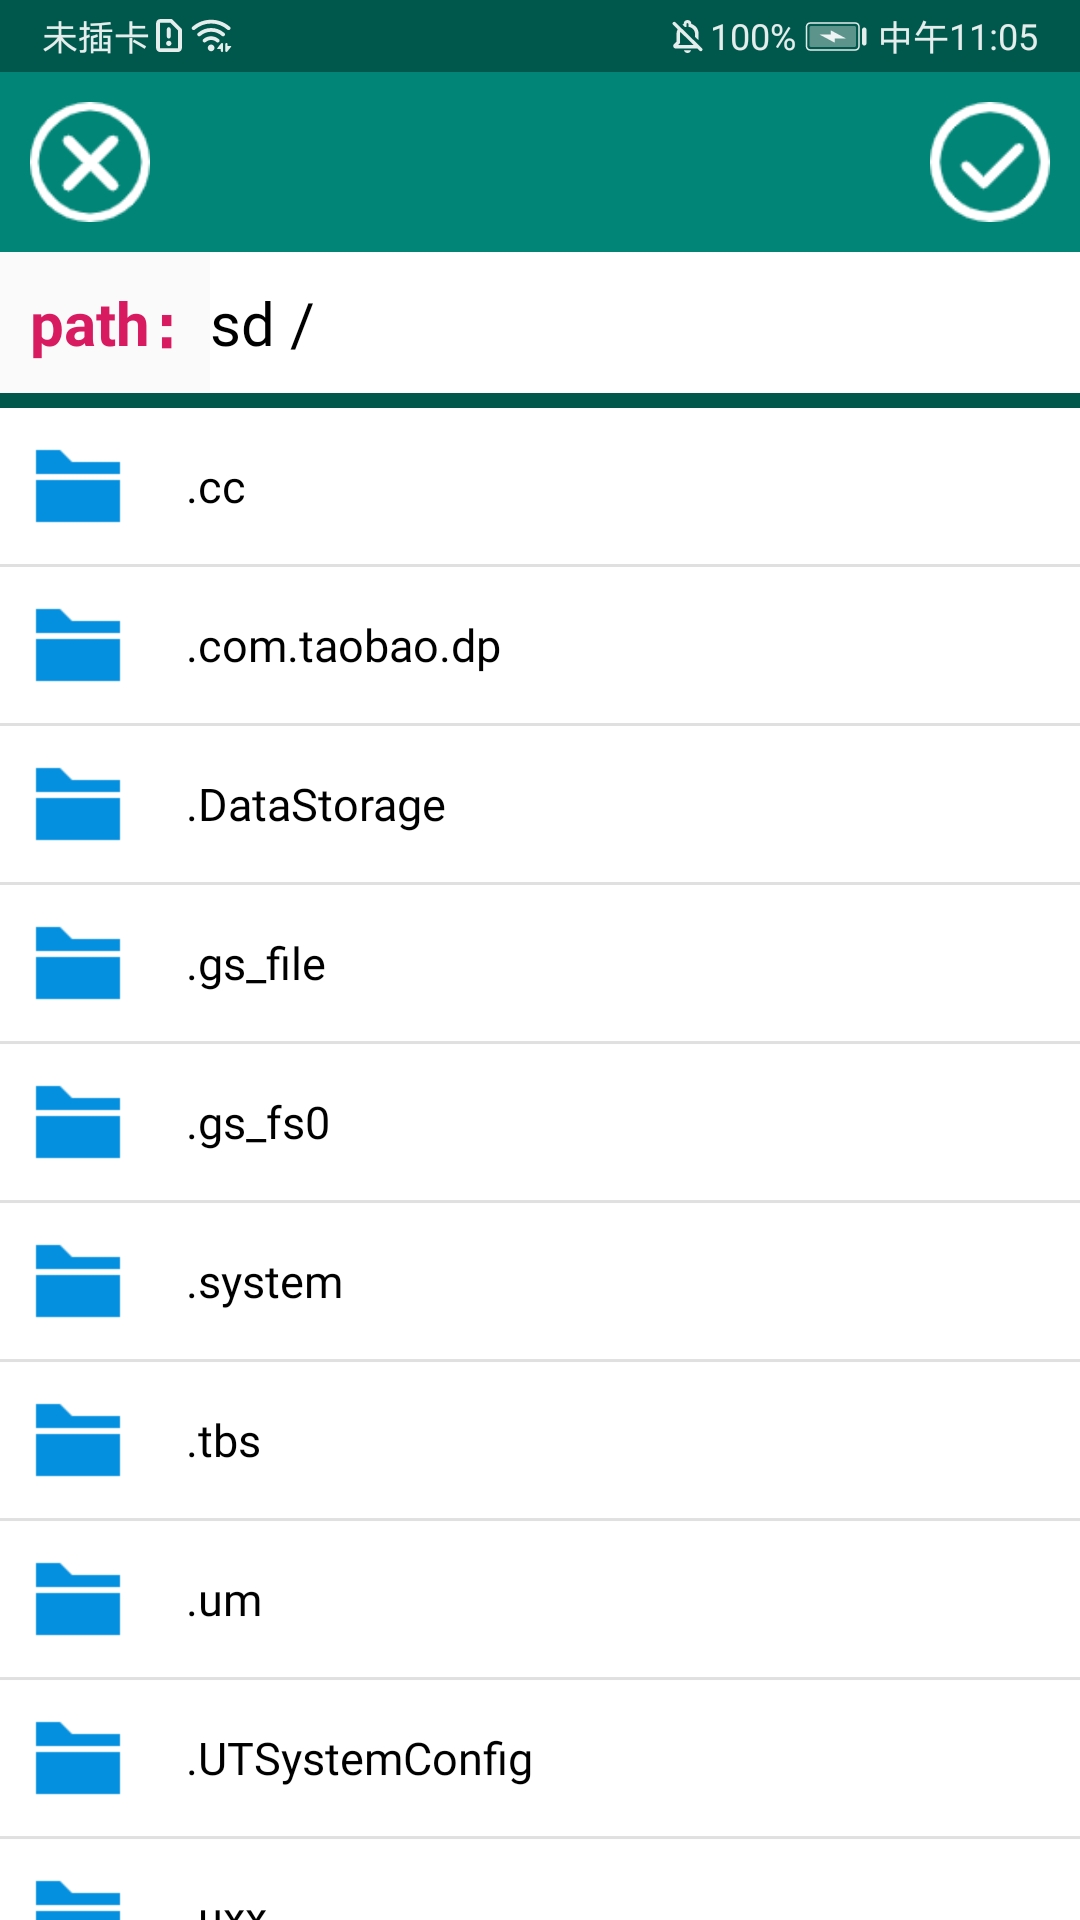 未插卡 100% 中午11:05
path: sd /
.cc
.com.taobao.dp
.DataStorage
.gs_file
.gs_fs0
.system
.tbs
.um
.UTSystemConfig